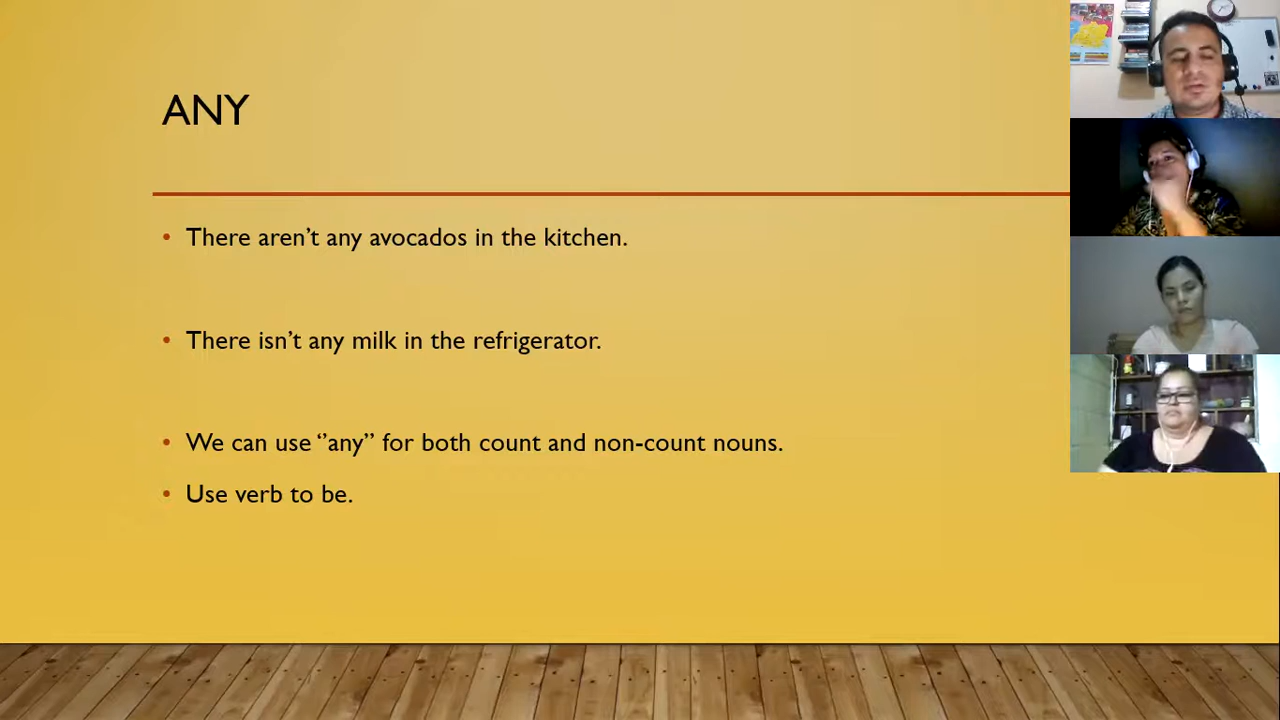 ANY
• There aren’t any avocados in the kitchen.
• There isn’t any milk in the refrigerator.
• We can use “any” for both count and non-count nouns.
• Use verb to be.